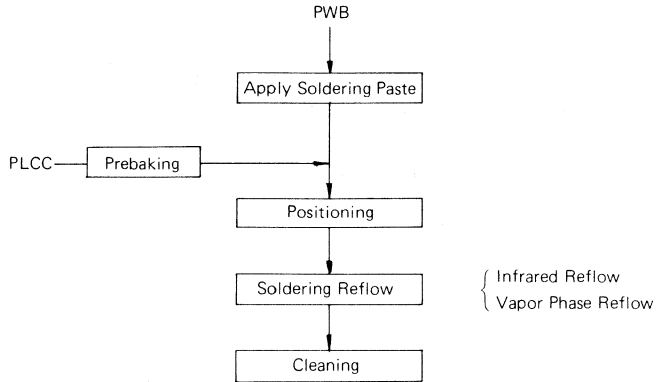 PWB
Apply Soldering Paste
PLCC
Prebaking
Positioning
Soldering Reflow
Infrared Reflow
Vapor Phase Reflow
Cleaning